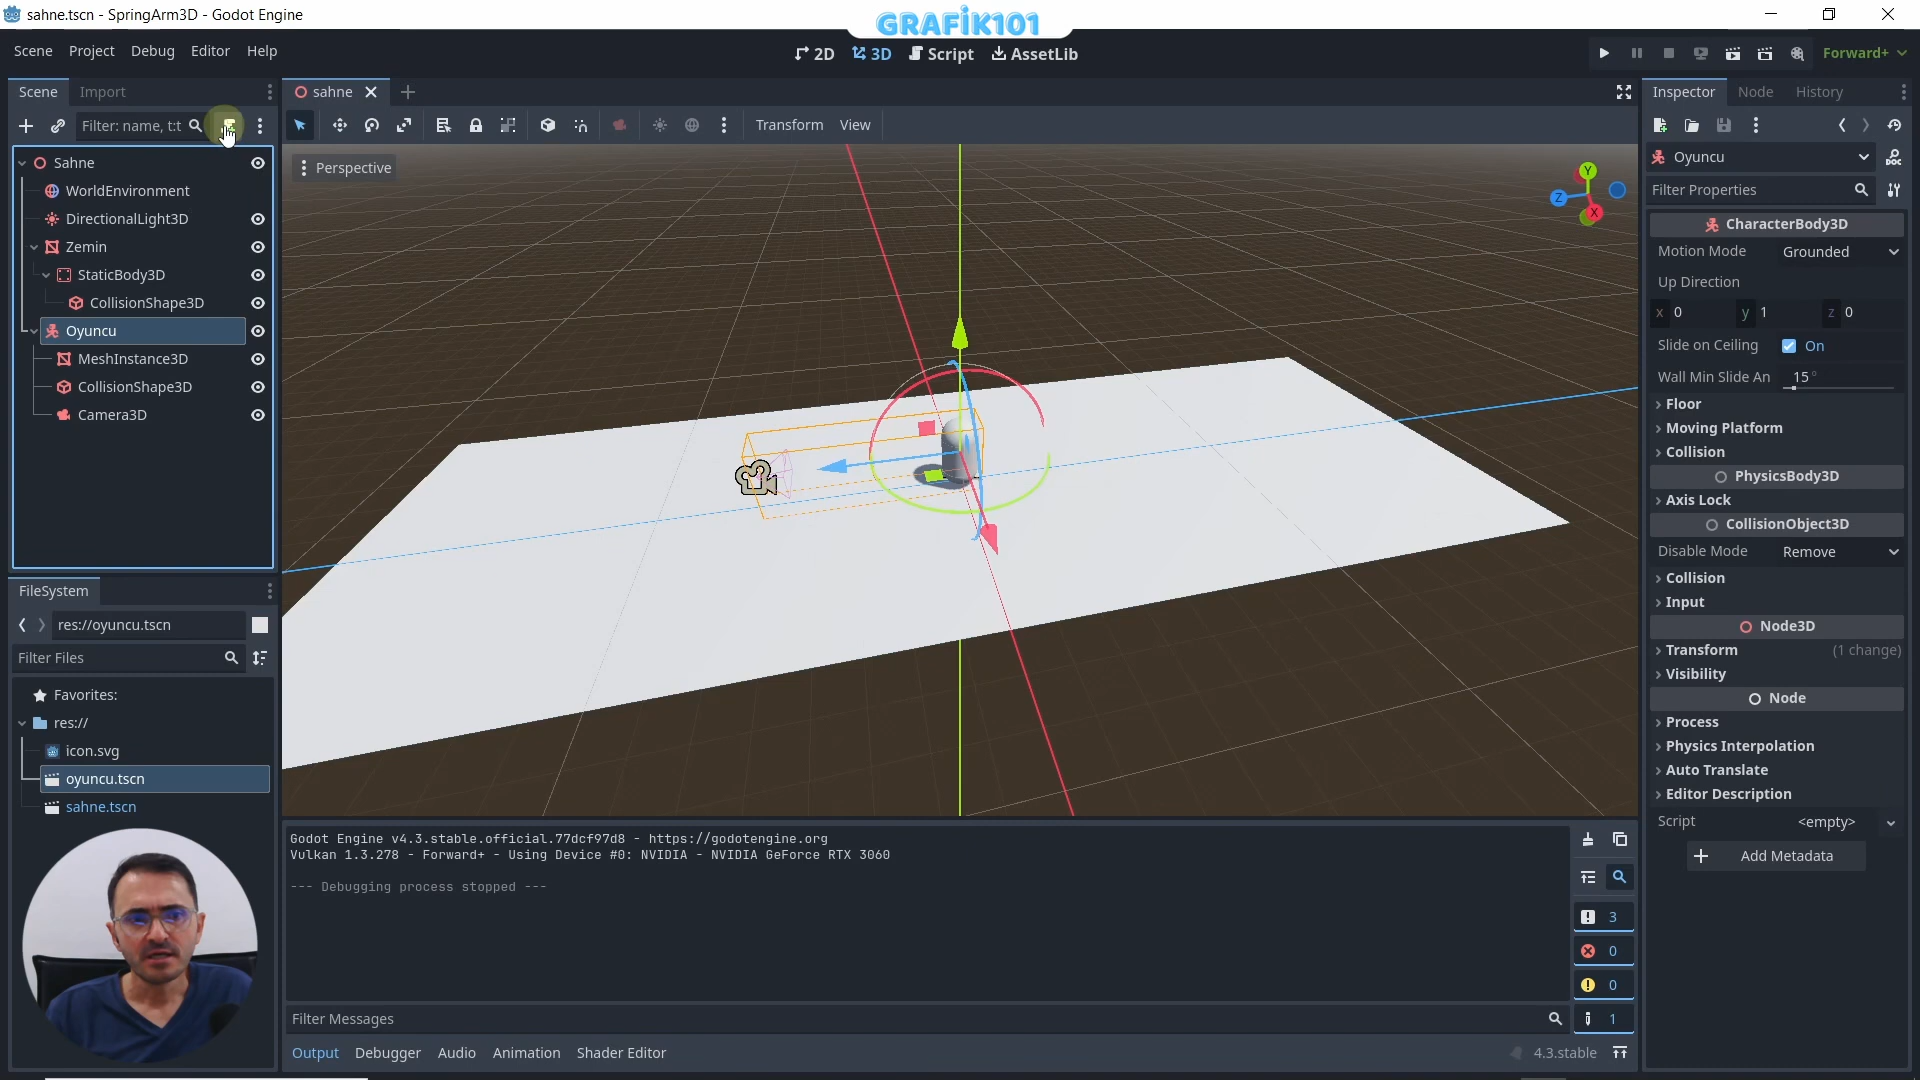 sahne.tscn - SpringArm3D - Godot Engine
GRAFİK101
Scene Project Debug Editor Help
2D 3D Script AssetLib
Forward+
Scene Import
sahne
Inspector Node History
Filter: name, t:t
Transform View
Perspective
Sahne
WorldEnvironment
DirectionalLight3D
Zemin
StaticBody3D
CollisionShape3D
Oyuncu
MeshInstance3D
CollisionShape3D
Camera3D
Y
Z
X
FileSystem
res://oyuncu.tscn
Filter Files
Favorites:
res://
icon.svg
oyuncu.tscn
sahne.tscn
Godot Engine v4.3.stable.official.77dcf97d8 - https://godotengine.org
Vulkan 1.3.278 - Forward+ - Using Device #0: NVIDIA - NVIDIA GeForce RTX 3060
--- Debugging process stopped ---
3
0
0
1
Filter Messages
Output Debugger Audio Animation Shader Editor
4.3.stable
Oyuncu
DOC
Filter Properties
CharacterBody3D
Motion Mode Grounded
Up Direction
x 0 y 1 z 0
Slide on Ceiling On
Wall Min Slide An 15 °
Floor
Moving Platform
Collision
PhysicsBody3D
Axis Lock
CollisionObject3D
Disable Mode Remove
Collision
Input
Node3D
Transform (1 change)
Visibility
Node
Process
Physics Interpolation
Auto Translate
Editor Description
Script <empty>
Add Metadata